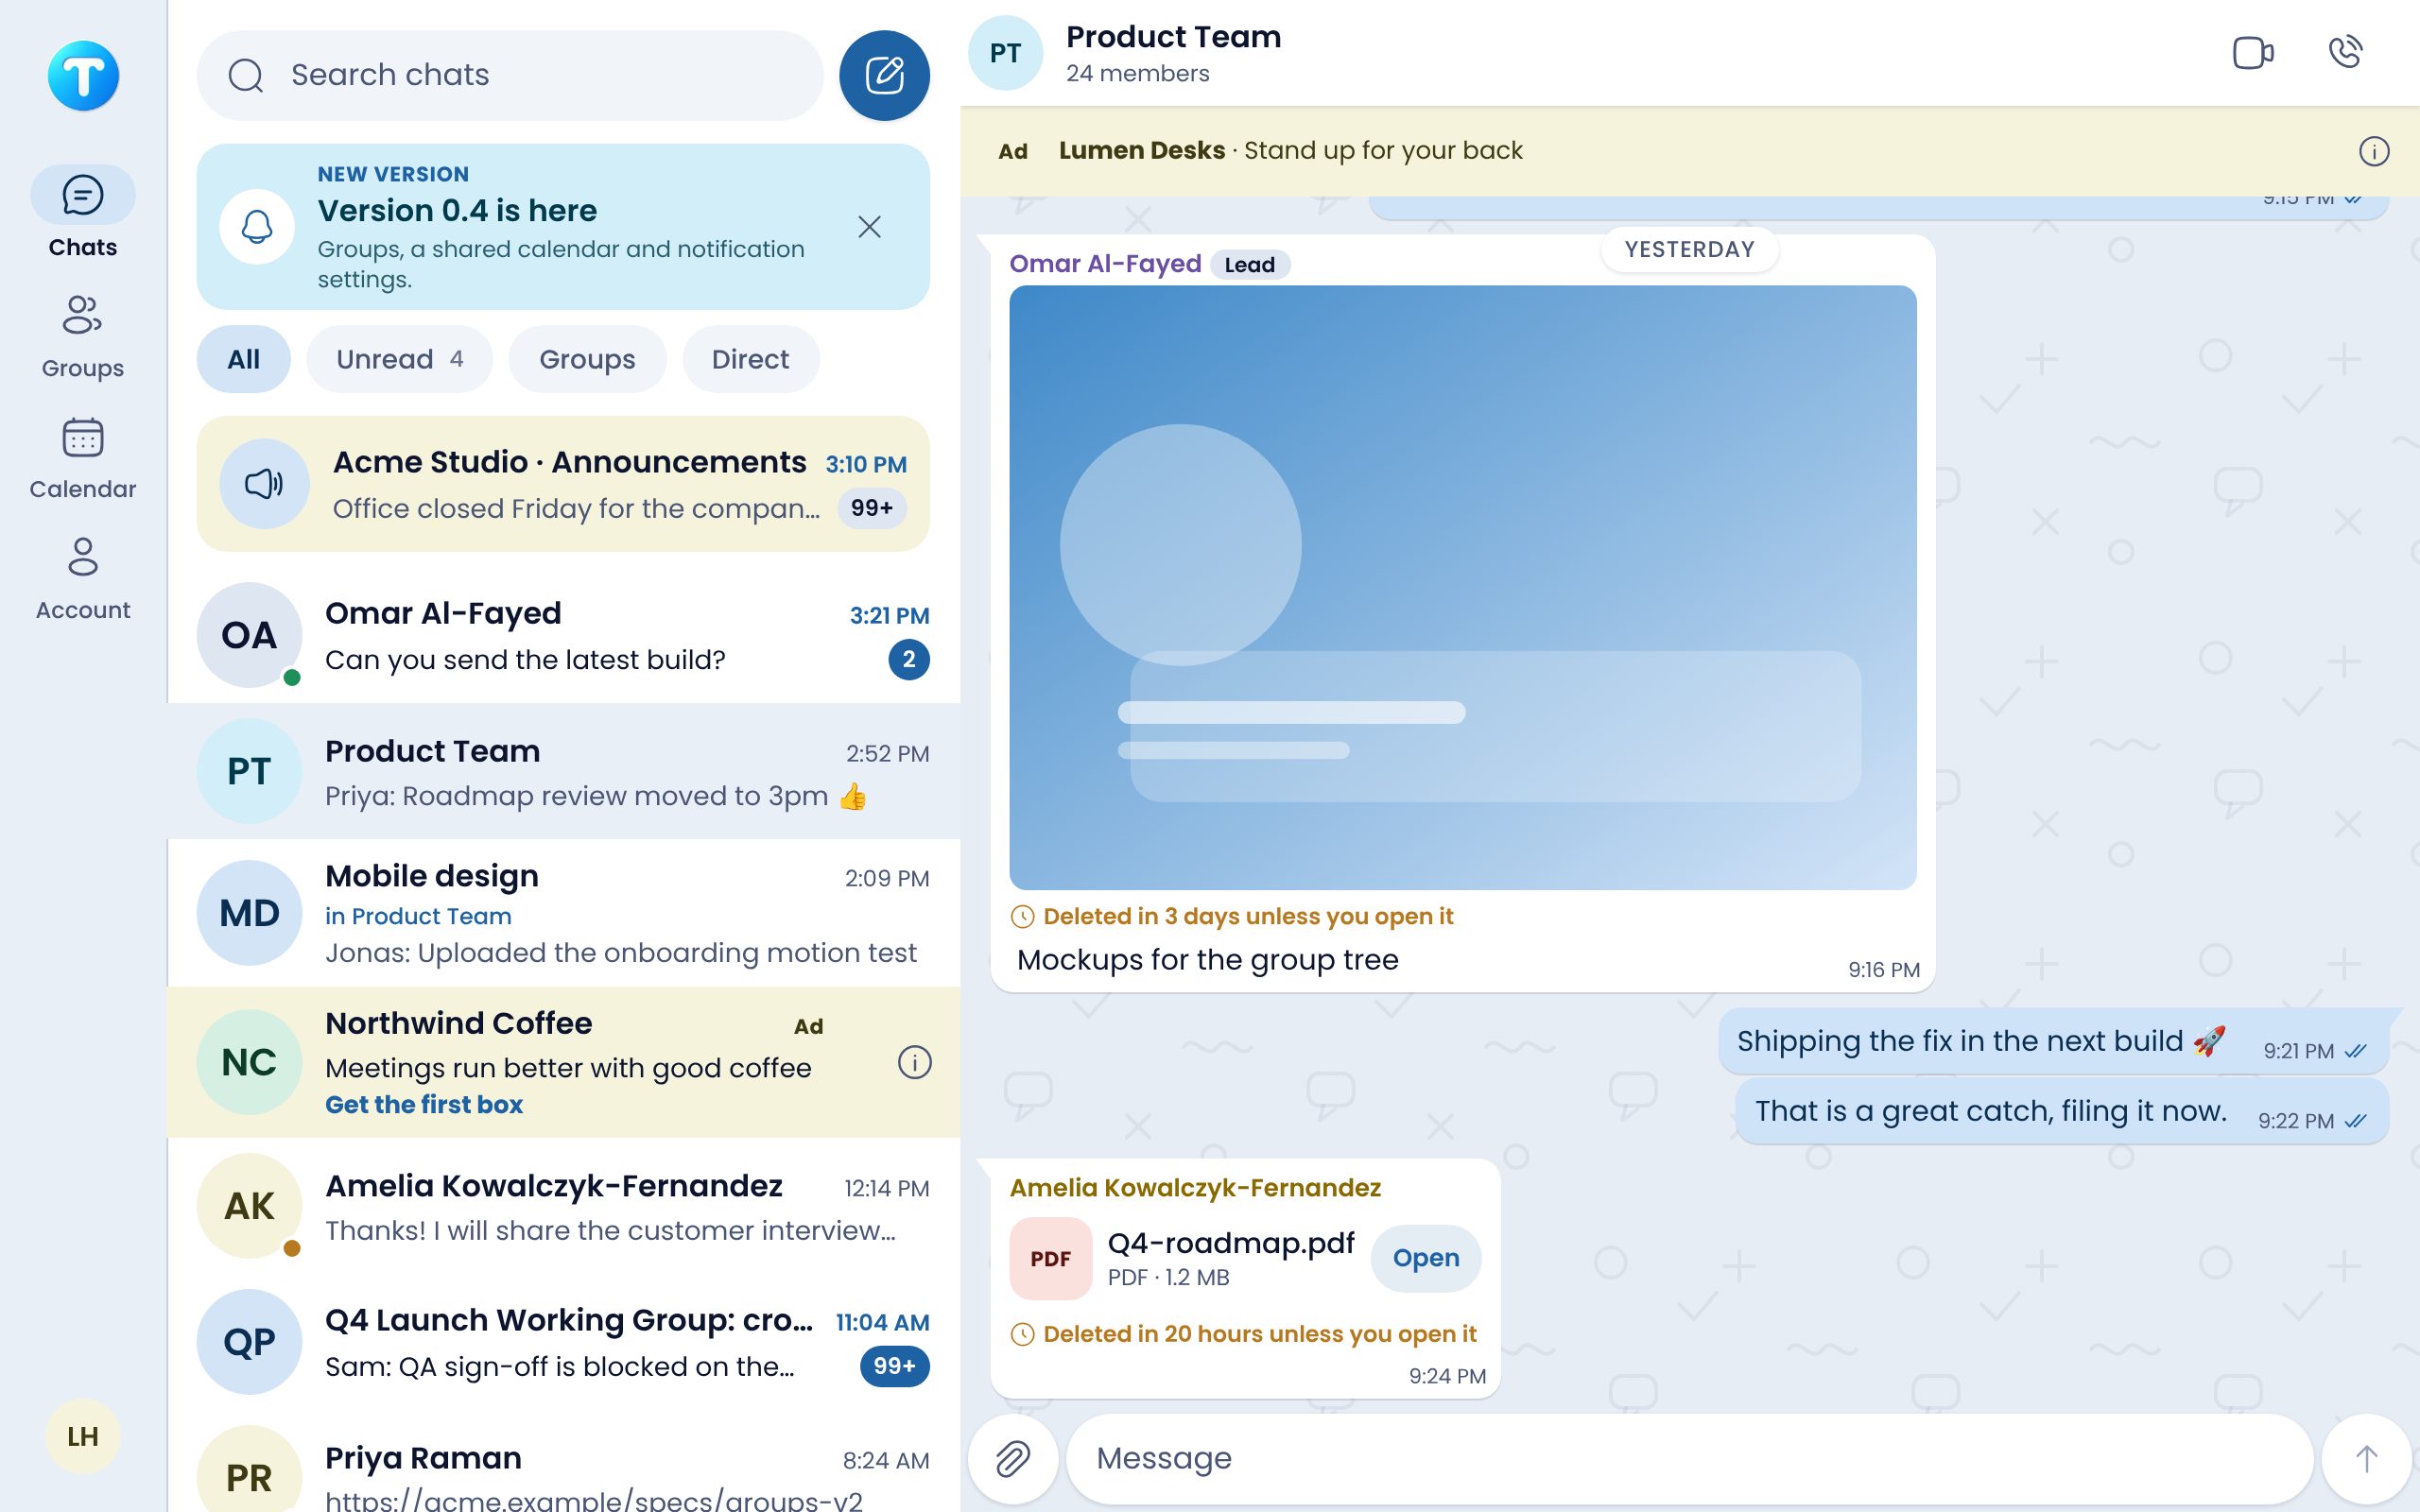 T
Chats
Groups
Calendar
Account
LH
Search chats
NEW VERSION
Version 0.4 is here
Groups, a shared calendar and notification
settings.
All
Unread 4
Groups
Direct
Acme Studio · Announcements 3:10 PM
Office closed Friday for the compan... 99+
OA
Omar Al-Fayed 3:21 PM
Can you send the latest build? 2
PT
Product Team 2:52 PM
Priya: Roadmap review moved to 3pm 👍
MD
Mobile design 2:09 PM
in Product Team
Jonas: Uploaded the onboarding motion test
NC
Northwind Coffee Ad
Meetings run better with good coffee
Get the first box
AK
Amelia Kowalczyk-Fernandez 12:14 PM
Thanks! I will share the customer interview...
QP
Q4 Launch Working Group: cro... 11:04 AM
Sam: QA sign-off is blocked on the... 99+
PR
Priya Raman 8:24 AM
https://acme.example/specs/groups-v2
PT
Product Team
24 members
Ad Lumen Desks · Stand up for your back
9:15 PM
YESTERDAY
Omar Al-Fayed Lead
Deleted in 3 days unless you open it
Mockups for the group tree
9:16 PM
Shipping the fix in the next build 🚀 9:21 PM
That is a great catch, filing it now. 9:22 PM
Amelia Kowalczyk-Fernandez
PDF
Q4-roadmap.pdf
PDF · 1.2 MB
Open
Deleted in 20 hours unless you open it
9:24 PM
Message